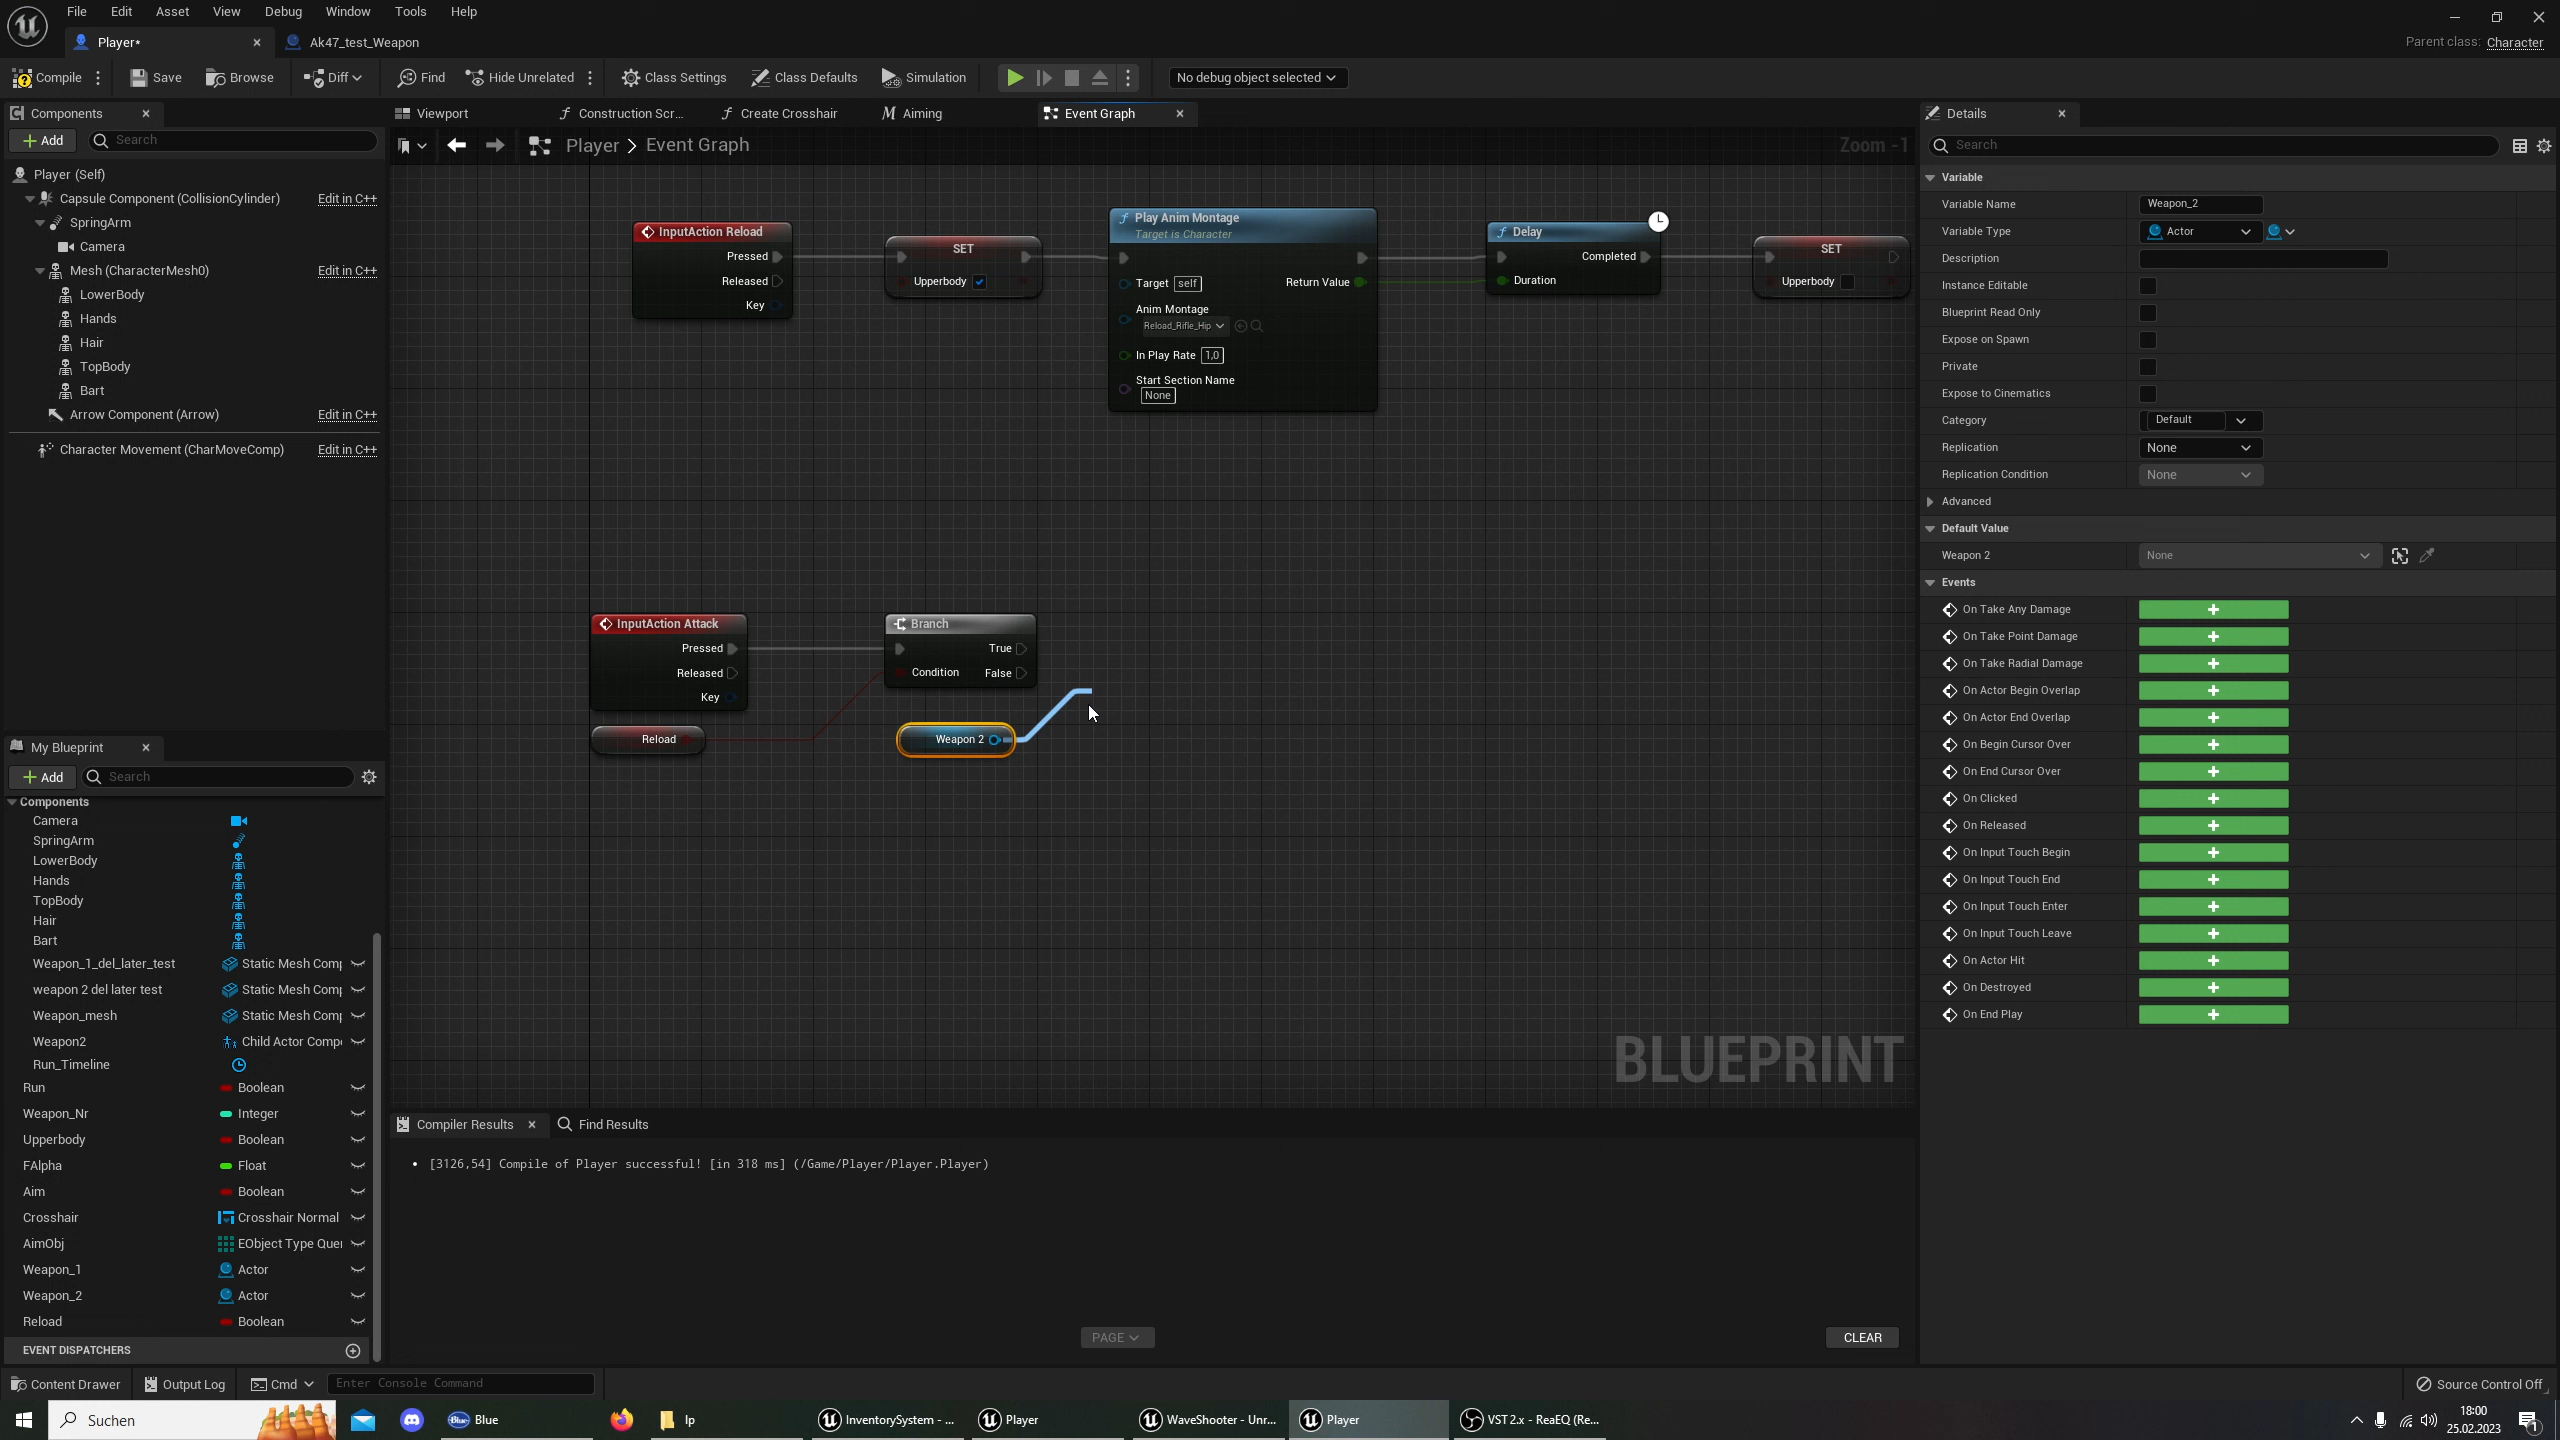 File Edit Asset View Debug Window Tools Help
Player* Ak47_test_Weapon Parent class: Character
Compile Save Browse Diff Find Hide Unrelated Class Settings Class Defaults Simulation No debug object selected
Components
Add Search
Player (Self)
Capsule Component (CollisionCylinder) Edit in C++
SpringArm
Camera
Mesh (CharacterMesh0) Edit in C++
LowerBody
Hands
Hair
TopBody
Bart
Arrow Component (Arrow) Edit in C++
Character Movement (CharMoveComp) Edit in C++
My Blueprint
Add Search
Components
Camera
SpringArm
LowerBody
Hands
TopBody
Hair
Bart
Weapon_1_del_later_test Static Mesh Comp
weapon 2 del later test Static Mesh Comp
Weapon_mesh Static Mesh Comp
Weapon2 Child Actor Compo
Run_Timeline
Run Boolean
Weapon_Nr Integer
Upperbody Boolean
FAlpha Float
Aim Boolean
Crosshair Crosshair Normal
AimObj EObject Type Quer
Weapon_1 Actor
Weapon_2 Actor
Reload Boolean
EVENT DISPATCHERS
Viewport Construction Scr... Create Crosshair Aiming Event Graph
Player > Event Graph Zoom -1
InputAction Reload
Pressed
Released
Key
SET
Upperbody
Play Anim Montage
Target is Character
Target self
Return Value
Anim Montage
Reload_Rifle_Hip
In Play Rate 1,0
Start Section Name
None
Delay
Completed
Duration
SET
Upperbody
InputAction Attack
Pressed
Released
Key
Branch
True
Condition False
Reload
Weapon 2
BLUEPRINT
Compiler Results Find Results
[3126,54] Compile of Player successful! [in 318 ms] (/Game/Player/Player.Player)
PAGE CLEAR
Details
Search
Variable
Variable Name Weapon_2
Variable Type Actor
Description
Instance Editable
Blueprint Read Only
Expose on Spawn
Private
Expose to Cinematics
Category Default
Replication None
Replication Condition None
Advanced
Default Value
Weapon 2 None
Events
On Take Any Damage
On Take Point Damage
On Take Radial Damage
On Actor Begin Overlap
On Actor End Overlap
On Begin Cursor Over
On End Cursor Over
On Clicked
On Released
On Input Touch Begin
On Input Touch End
On Input Touch Enter
On Input Touch Leave
On Actor Hit
On Destroyed
On End Play
Content Drawer Output Log Cmd Enter Console Command Source Control Off
Suchen Blue Ip InventorySystem - ... Player WaveShooter - Unr... Player VST 2.x - ReaEQ (Re...
18:00
25.02.2023